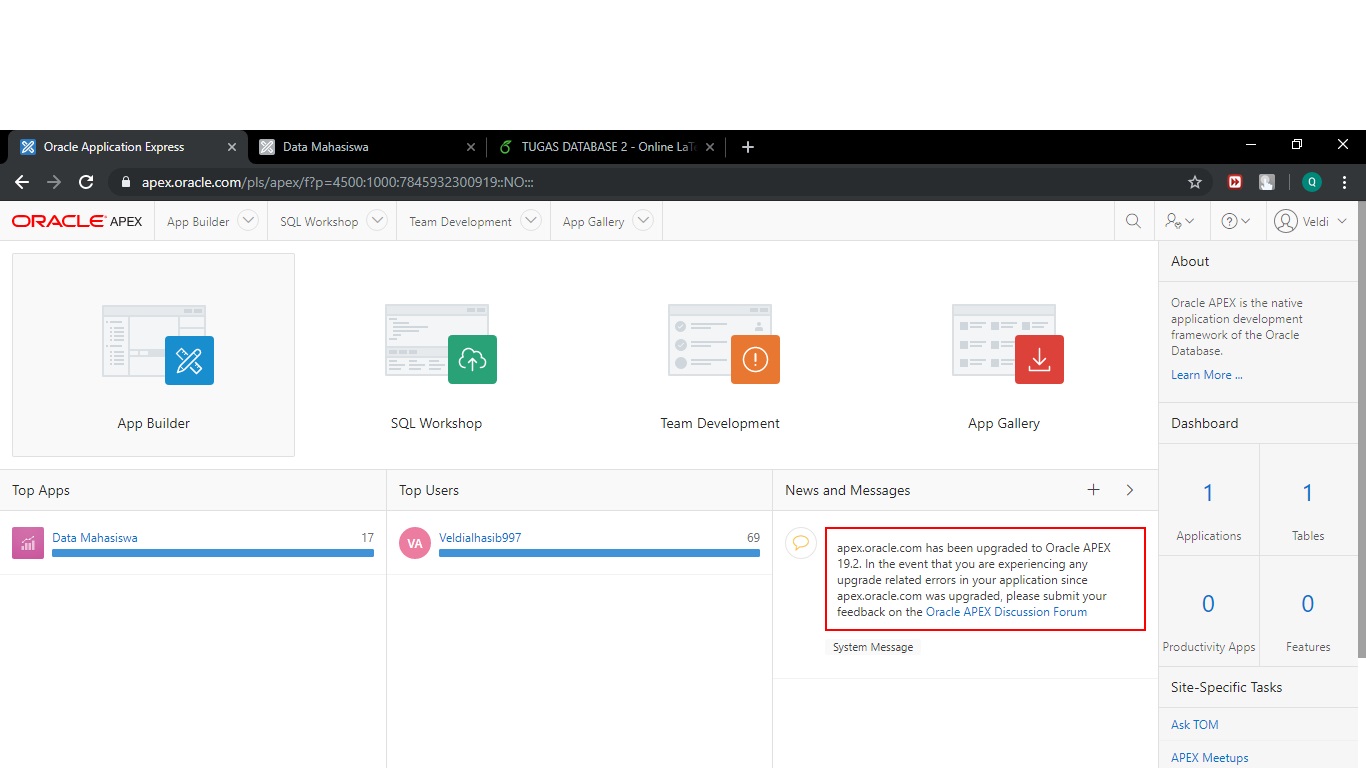 Oracle Application Express
Data Mahasiswa
TUGAS DATABASE 2 - Online LaTe
apex.oracle.com/pls/apex/f?p=4500:1000:7845932300919::NO:::
Q
ORACLE APEX
App Builder
SQL Workshop
Team Development
App Gallery
Veldi
App Builder
SQL Workshop
Team Development
App Gallery
Top Apps
Data Mahasiswa
17
Top Users
VA
Veldialhasib997
69
News and Messages
apex.oracle.com has been upgraded to Oracle APEX
19.2. In the event that you are experiencing any
upgrade related errors in your application since
apex.oracle.com was upgraded, please submit your
feedback on the Oracle APEX Discussion Forum
System Message
About
Oracle APEX is the native
application development
framework of the Oracle
Database.
Learn More ...
Dashboard
1
Applications
1
Tables
0
Productivity Apps
0
Features
Site-Specific Tasks
Ask TOM
APEX Meetups